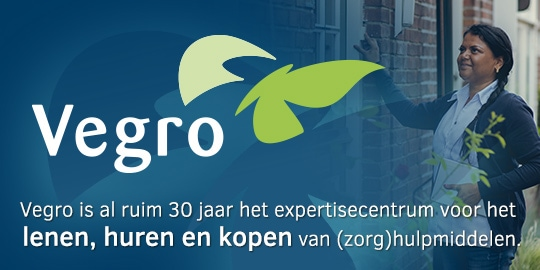 Vegro
Vegro is al ruim 30 jaar het expertisecentrum voor het
lenen, huren en kopen van (zorg)hulpmiddelen.